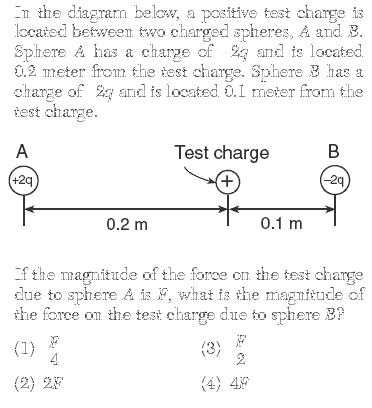 In the diagram below, a positive test charge is
located between two charged spheres, A and B.
Sphere A has a charge of 2q and is located
0.2 meter from the test charge. Sphere B has a
charge of 2q and is located 0.1 meter from the
test charge.
A Test charge B
+2q + –2q
0.2 m 0.1 m
If the magnitude of the force on the test charge
due to sphere A is F, what is the magnitude of
the force on the test charge due to sphere B?
(1) F/4 (3) F/2
(2) 2F (4) 4F